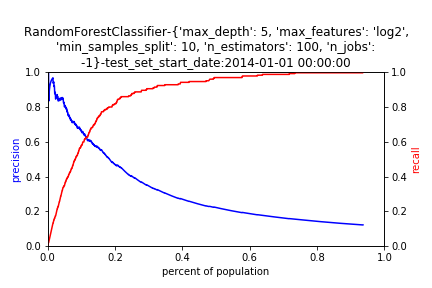 RandomForestClassifier-{'max_depth': 5, 'max_features': 'log2',
'min_samples_split': 10, 'n_estimators': 100, 'n_jobs':
-1}-test_set_start_date:2014-01-01 00:00:00
1.0
0.8
0.6
0.4
0.2
0.0
precision
1.0
0.8
0.6
0.4
0.2
0.0
recall
0.0 0.2 0.4 0.6 0.8 1.0
percent of population